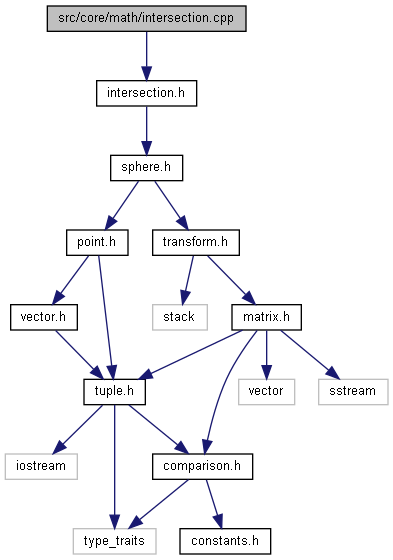 src/core/math/intersection.cpp
intersection.h
sphere.h
point.h
transform.h
vector.h
stack
matrix.h
tuple.h
vector
sstream
iostream
comparison.h
type_traits
constants.h